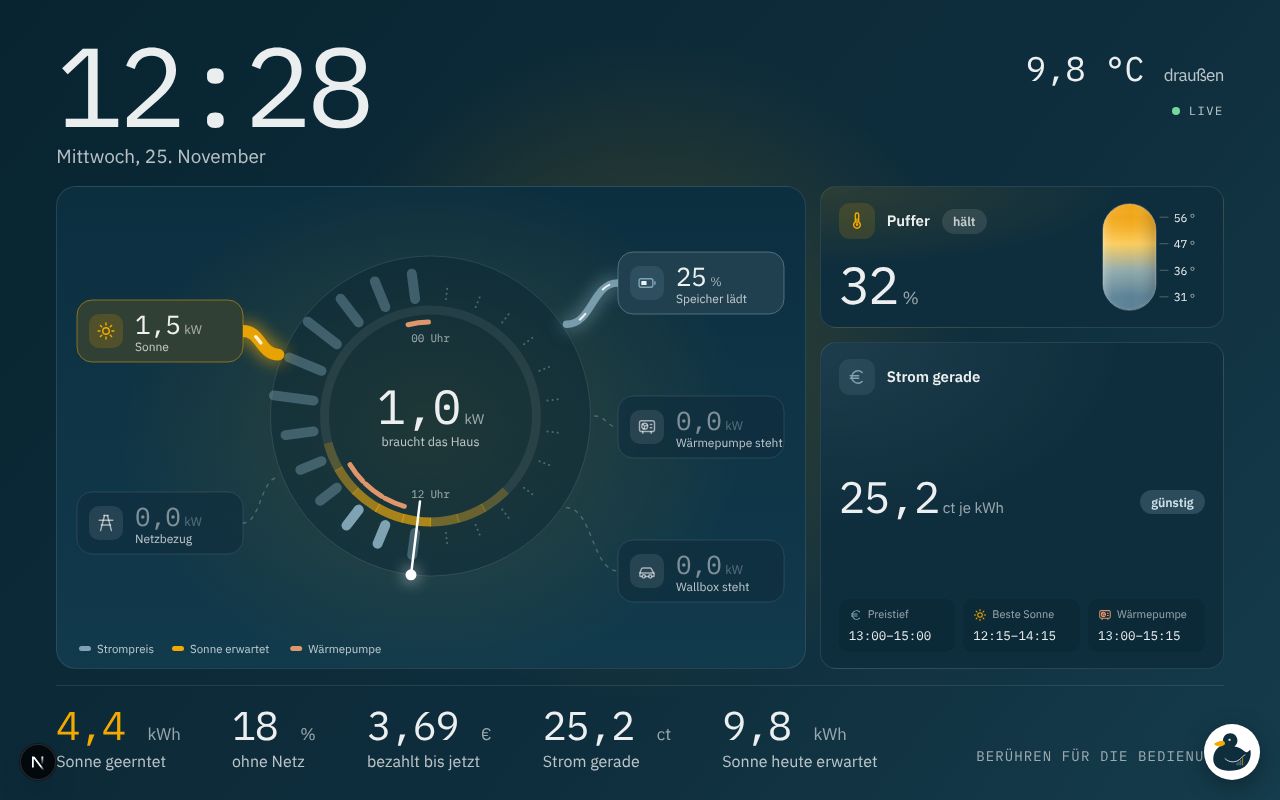 12:28
Mittwoch, 25. November
9,8 °C draußen
LIVE
1,5 kW
Sonne
0,0 kW
Netzbezug
00 Uhr
1,0 kW
braucht das Haus
12 Uhr
25 %
Speicher lädt
0,0 kW
Wärmepumpe steht
0,0 kW
Wallbox steht
Strompreis
Sonne erwartet
Wärmepumpe
Puffer hält
32 %
56 °
47 °
36 °
31 °
Strom gerade
25,2 ct je kWh
günstig
Preistief
13:00–15:00
Beste Sonne
12:15–14:15
Wärmepumpe
13:00–15:15
4,4 kWh
Sonne geerntet
18 %
ohne Netz
3,69 €
bezahlt bis jetzt
25,2 ct
Strom gerade
9,8 kWh
Sonne heute erwartet
BERÜHREN FÜR DIE BEDIENU
N